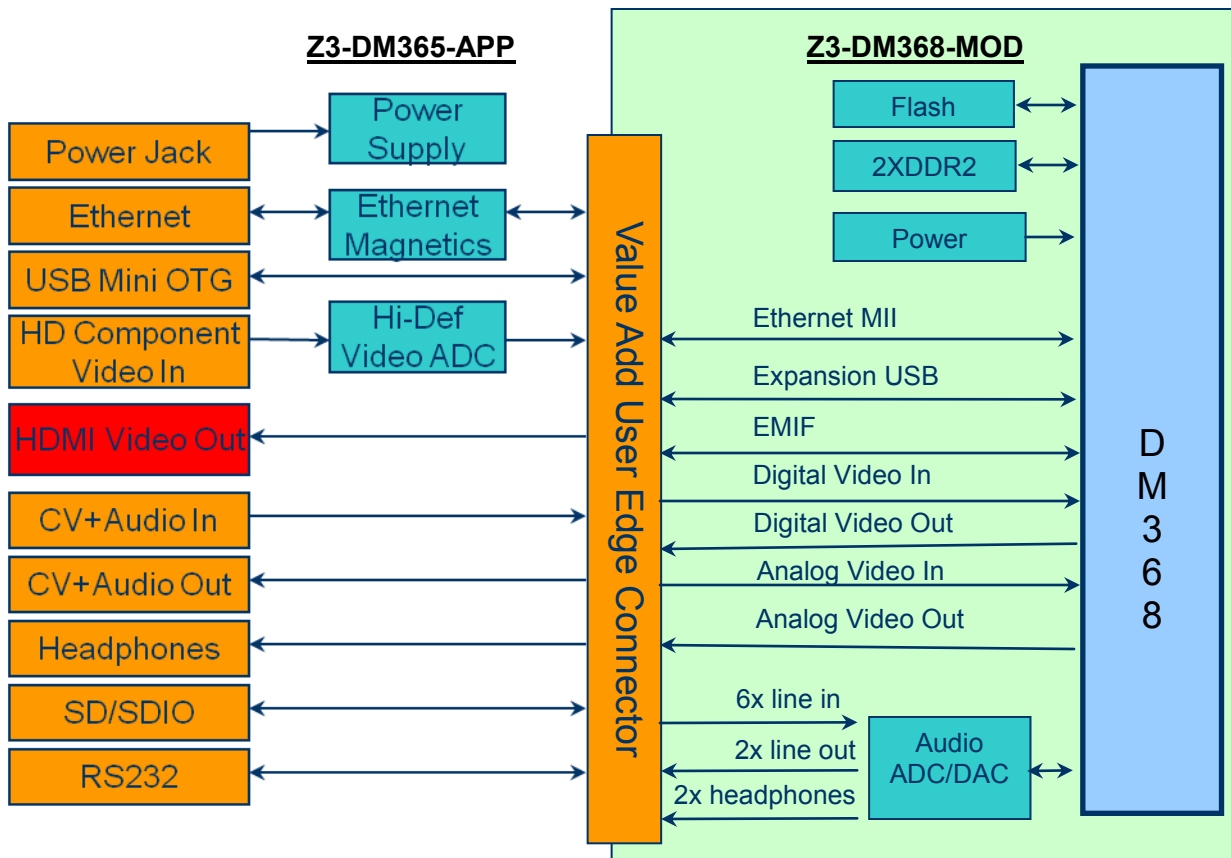 Z3-DM365-APP
Z3-DM368-MOD
Power Jack
Power
Supply
Ethernet
Ethernet
Magnetics
USB Mini OTG
HD Component
Video In
Hi-Def
Video ADC
HDMI Video Out
CV+Audio In
CV+Audio Out
Headphones
SD/SDIO
RS232
Value Add User Edge Connector
Flash
2XDDR2
Power
Ethernet MII
Expansion USB
EMIF
Digital Video In
Digital Video Out
Analog Video In
Analog Video Out
6x line in
2x line out
2x headphones
Audio
ADC/DAC
D
M
3
6
8